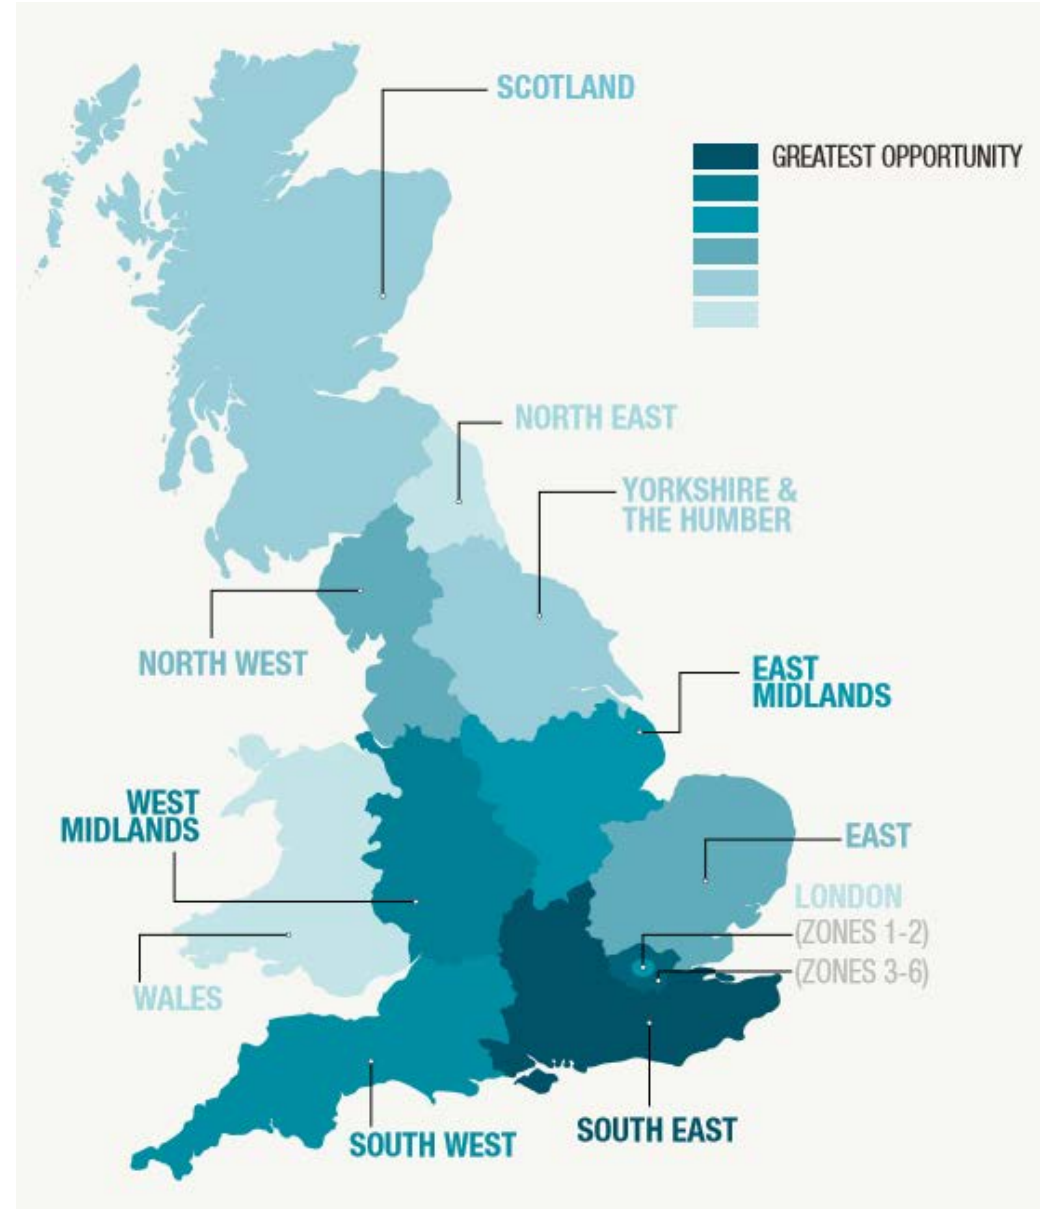 SCOTLAND
GREATEST OPPORTUNITY
NORTH EAST
YORKSHIRE &
THE HUMBER
NORTH WEST
EAST
MIDLANDS
WEST
MIDLANDS
EAST
LONDON
(ZONES 1-2)
(ZONES 3-6)
WALES
SOUTH WEST
SOUTH EAST